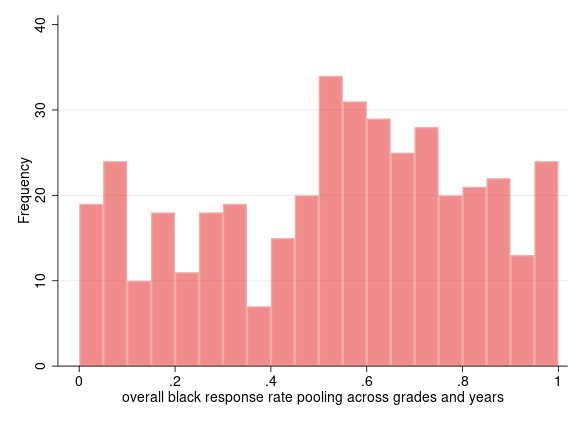 40
30
20
10
0
Frequency
0 .2 .4 .6 .8 1
overall black response rate pooling across grades and years